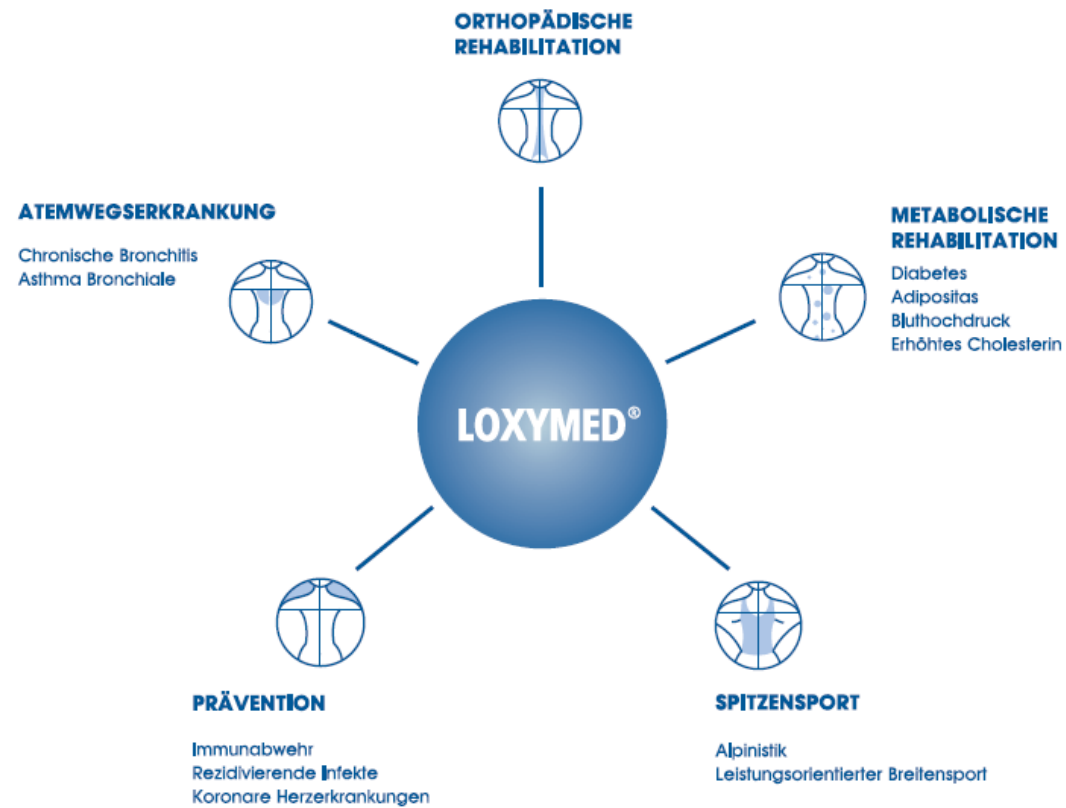 ORTHOPÄDISCHE
REHABILITATION
ATEMWEGSERKRANKUNG
Chronische Bronchitis
Asthma Bronchiale
METABOLISCHE
REHABILITATION
Diabetes
Adipositas
Bluthochdruck
Erhöhtes Cholesterin
LOXYMED®
PRÄVENTION
Immunabwehr
Rezidivierende Infekte
Koronare Herzerkrankungen
SPITZENSPORT
Alpinistik
Leistungsorientierter Breitensport